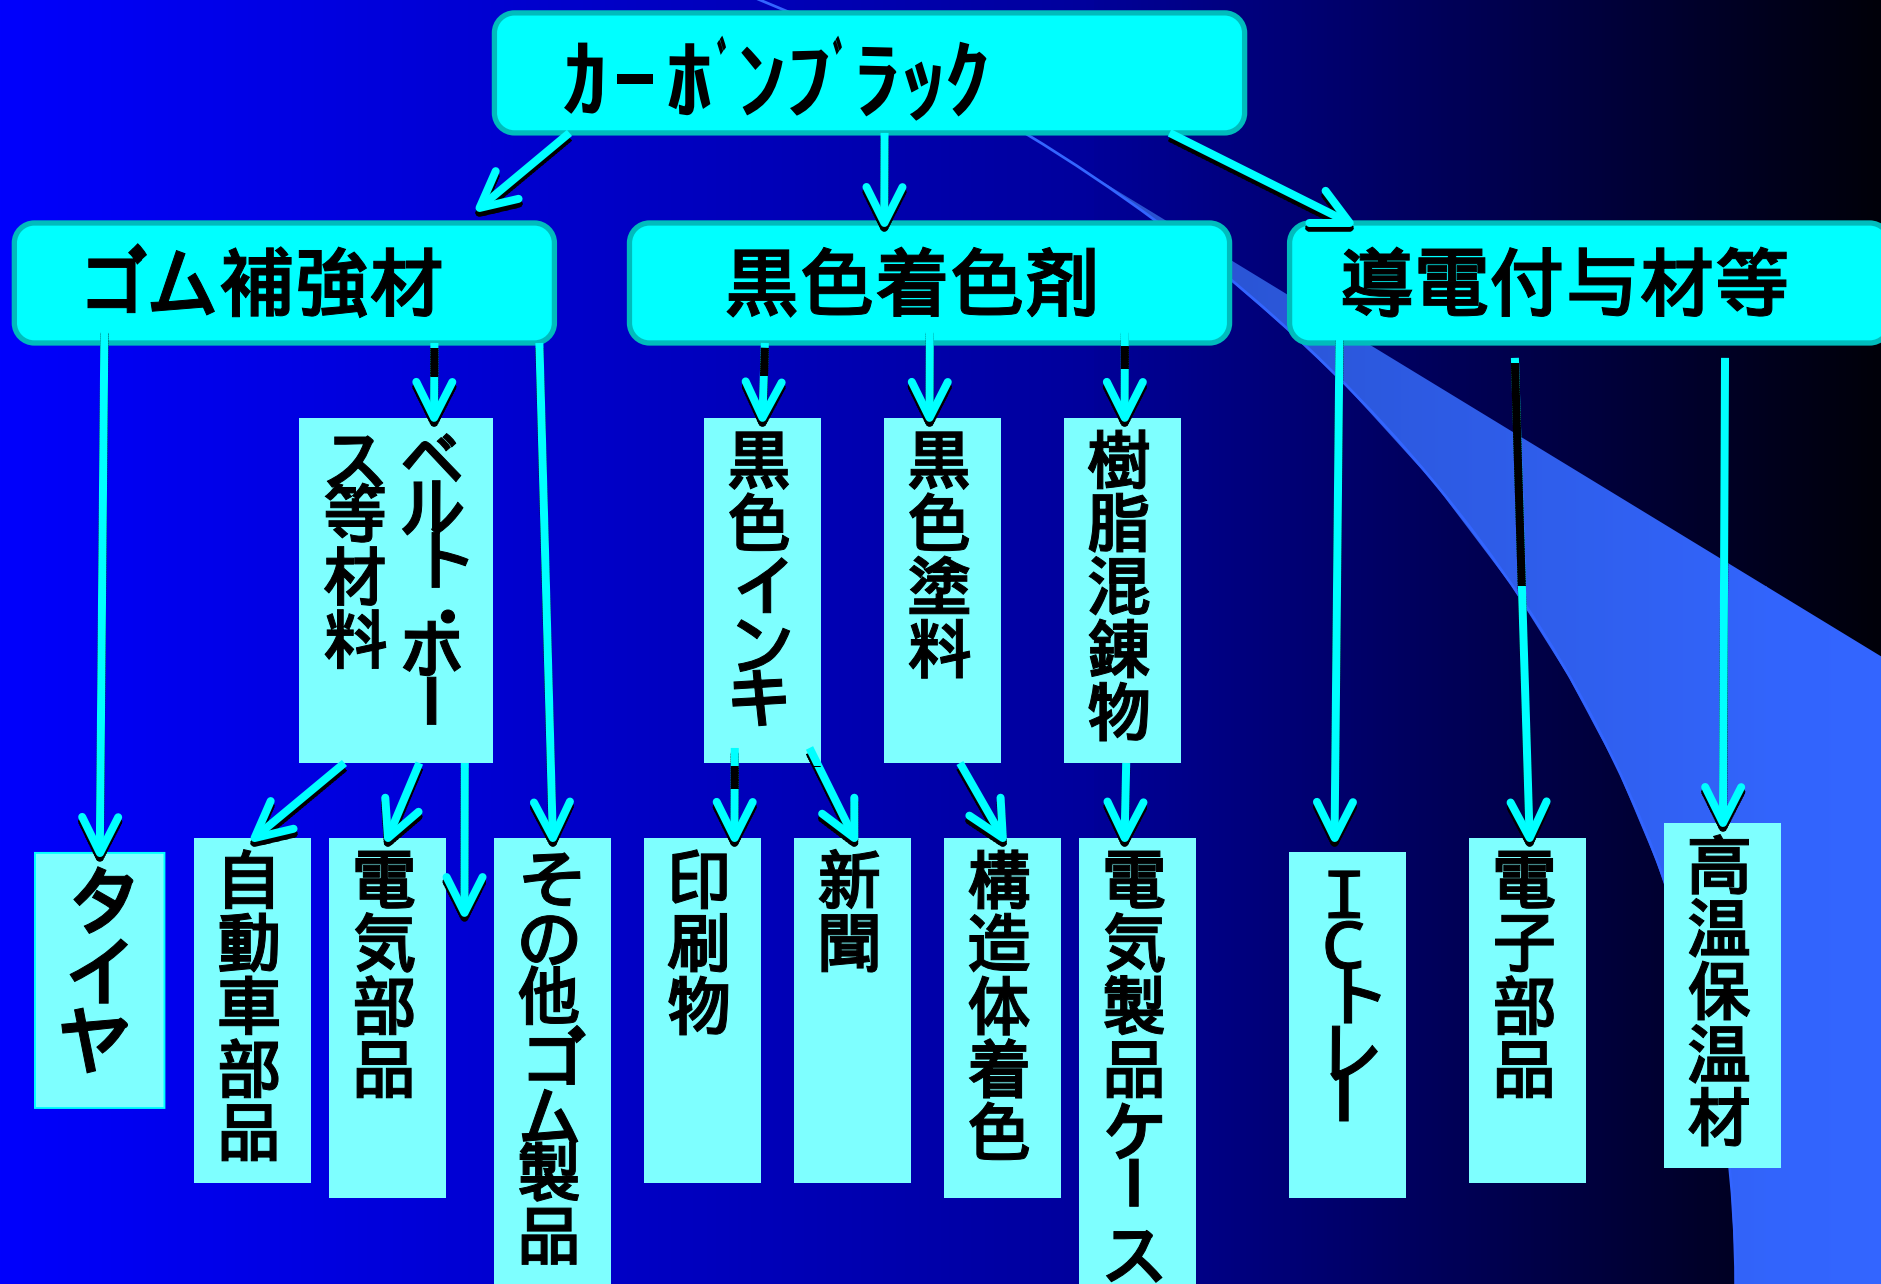 ｶｰﾎﾞﾝﾌﾞﾗｯｸ
ゴム補強材
黒色着色剤
導電付与材等
ベルト・ホー
ス等材料
黒色インキ
黒色塗料
樹脂混錬物
タイヤ
自動車部品
電気部品
その他ゴム製品
印刷物
新聞
構造体着色
電気製品ケース
ＩＣトレー
電子部品
高温保温材